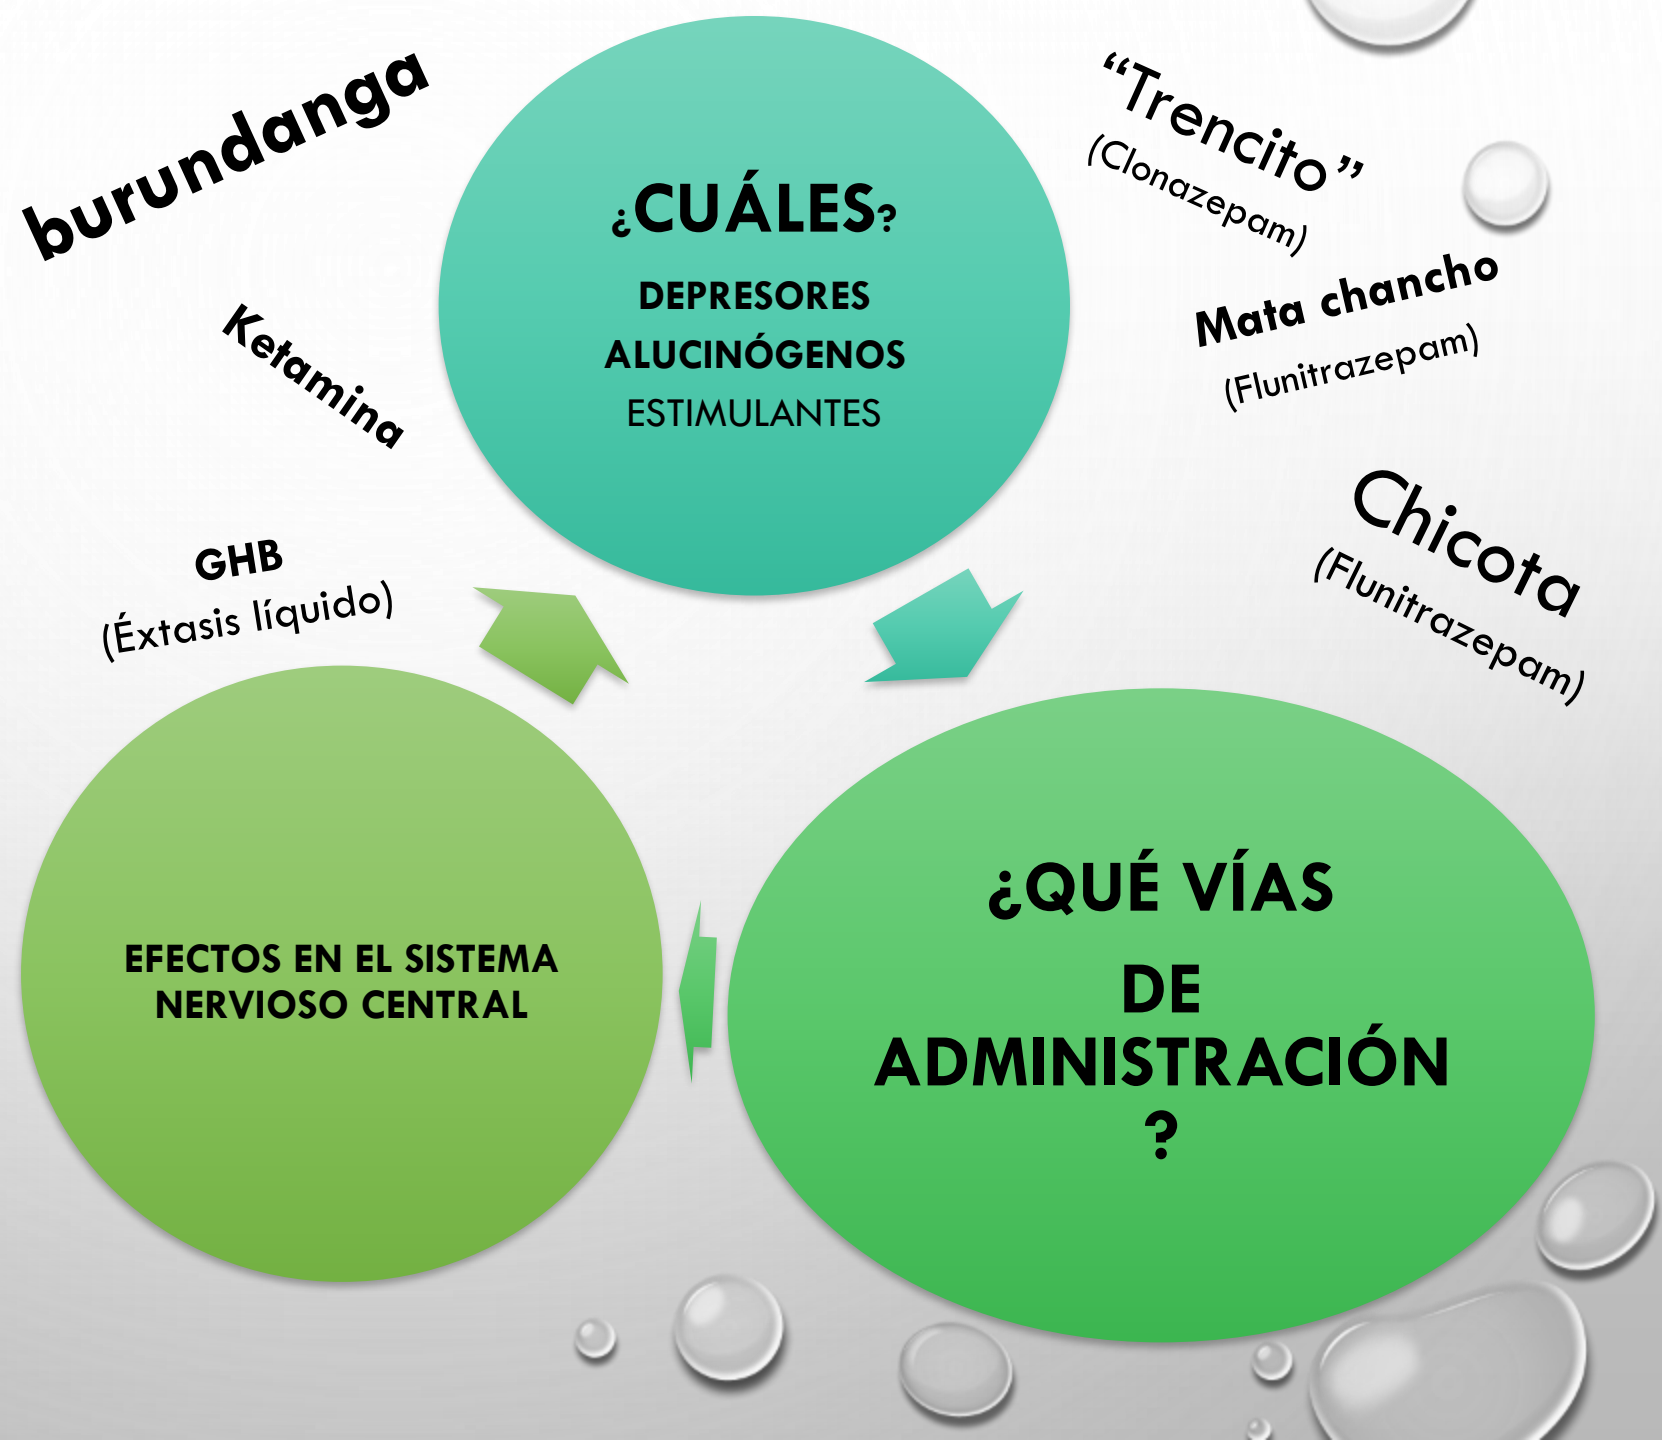 burundanga
Ketamina
GHB
(Éxtasis líquido)
¿CUÁLES?
DEPRESORES
ALUCINÓGENOS
ESTIMULANTES
“Trencito”
(Clonazepam)
Mata chancho
(Flunitrazepam)
Chicota
(Flunitrazepam)
¿QUÉ VÍAS
DE
ADMINISTRACIÓN
?
EFECTOS EN EL SISTEMA
NERVIOSO CENTRAL